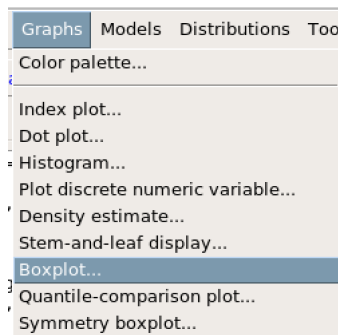 Graphs Models Distributions Too
Color palette...
Index plot...
Dot plot...
Histogram...
Plot discrete numeric variable...
Density estimate...
Stem-and-leaf display...
Boxplot...
Quantile-comparison plot...
Symmetry boxplot...